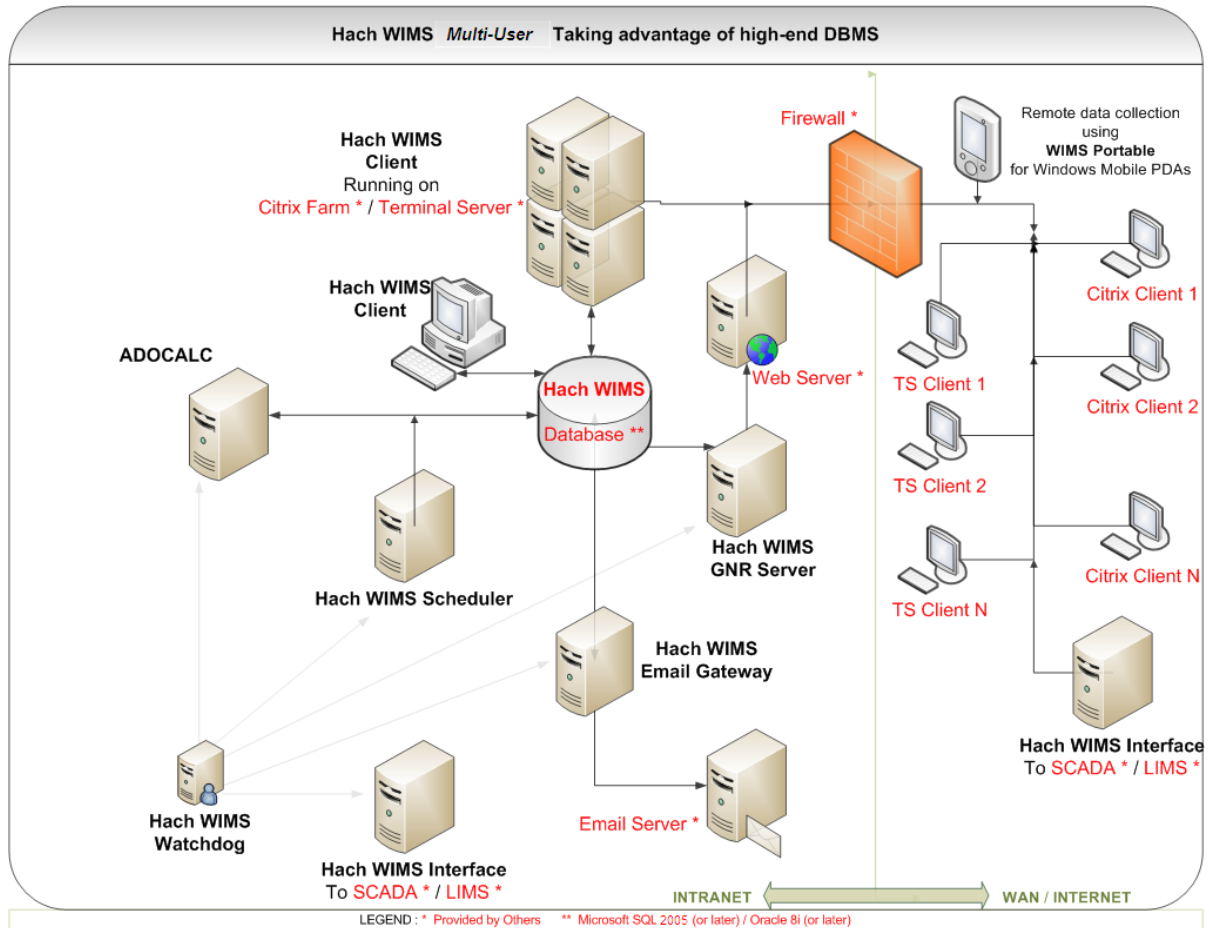 Hach WIMS Multi-User Taking advantage of high-end DBMS
Hach WIMS
Client
Running on
Citrix Farm * / Terminal Server *
Firewall *
Remote data collection
using
WIMS Portable
for Windows Mobile PDAs
Hach WIMS
Client
Citrix Client 1
ADOCALC
Hach WIMS
Database **
Web Server *
TS Client 1
Citrix Client 2
TS Client 2
Hach WIMS
GNR Server
Hach WIMS Scheduler
Citrix Client N
TS Client N
Hach WIMS
Email Gateway
Hach WIMS Interface
To SCADA * / LIMS *
Hach WIMS
Watchdog
Email Server *
Hach WIMS Interface
To SCADA * / LIMS *
INTRANET
WAN / INTERNET
LEGEND : * Provided by Others ** Microsoft SQL 2005 (or later) / Oracle 8i (or later)